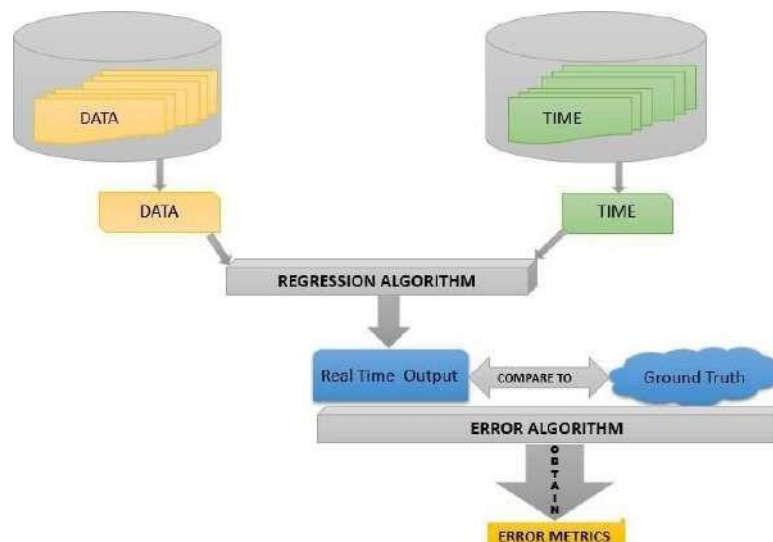 DATA
TIME
DATA
TIME
REGRESSION ALGORITHM
Real Time Output
COMPARE TO
Ground Truth
ERROR ALGORITHM
OBTAIN
ERROR METRICS